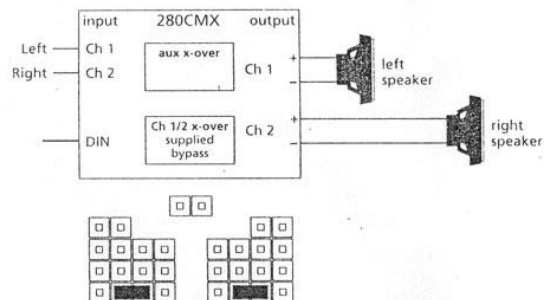 input 280CMX output
Left Ch 1 aux x-over + left
Right Ch 2 Ch 1 − speaker
DIN Ch 1/2 x-over Ch 2 + right
supplied − speaker
bypass